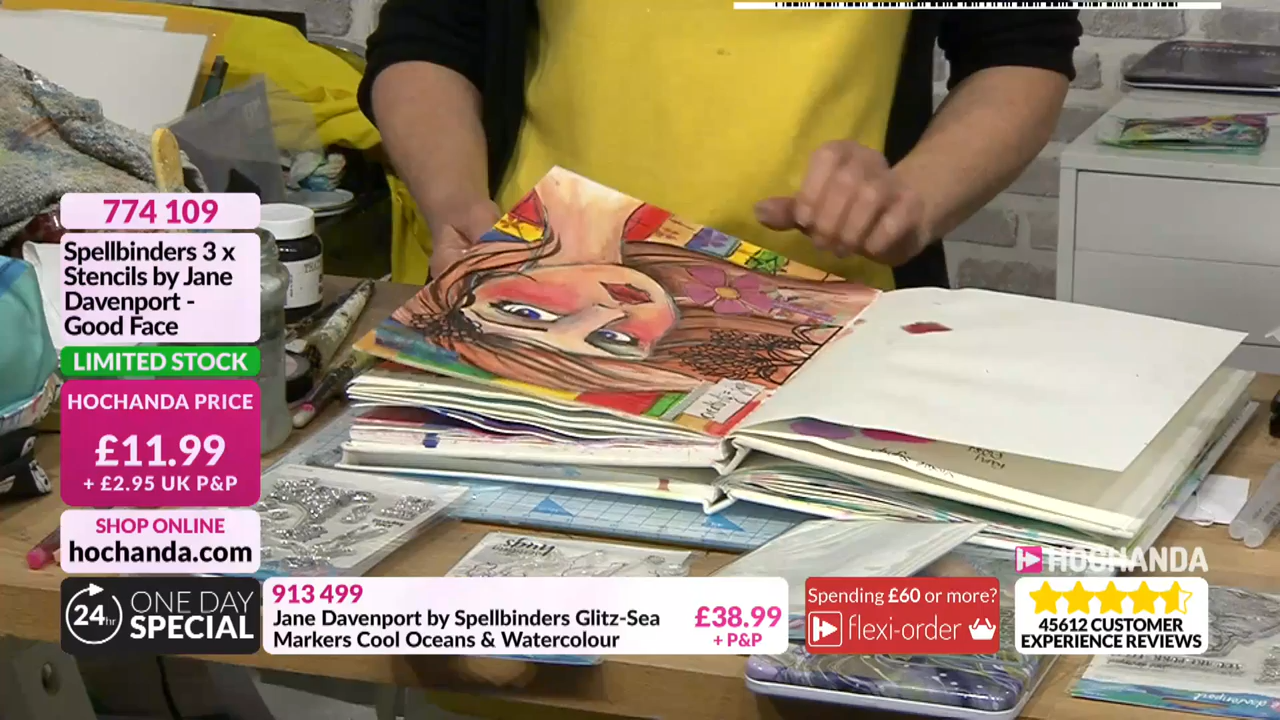 774 109
Spellbinders 3 x
Stencils by Jane
Davenport -
Good Face
LIMITED STOCK
HOCHANDA PRICE
£11.99
+ £2.95 UK P&P
SHOP ONLINE
hochanda.com
24hr
ONE DAY
SPECIAL
913 499
Jane Davenport by Spellbinders Glitz-Sea
Markers Cool Oceans & Watercolour
£38.99
+ P&P
Spending £60 or more?
flexi-order
HOCHANDA
45612 CUSTOMER
EXPERIENCE REVIEWS
davenport